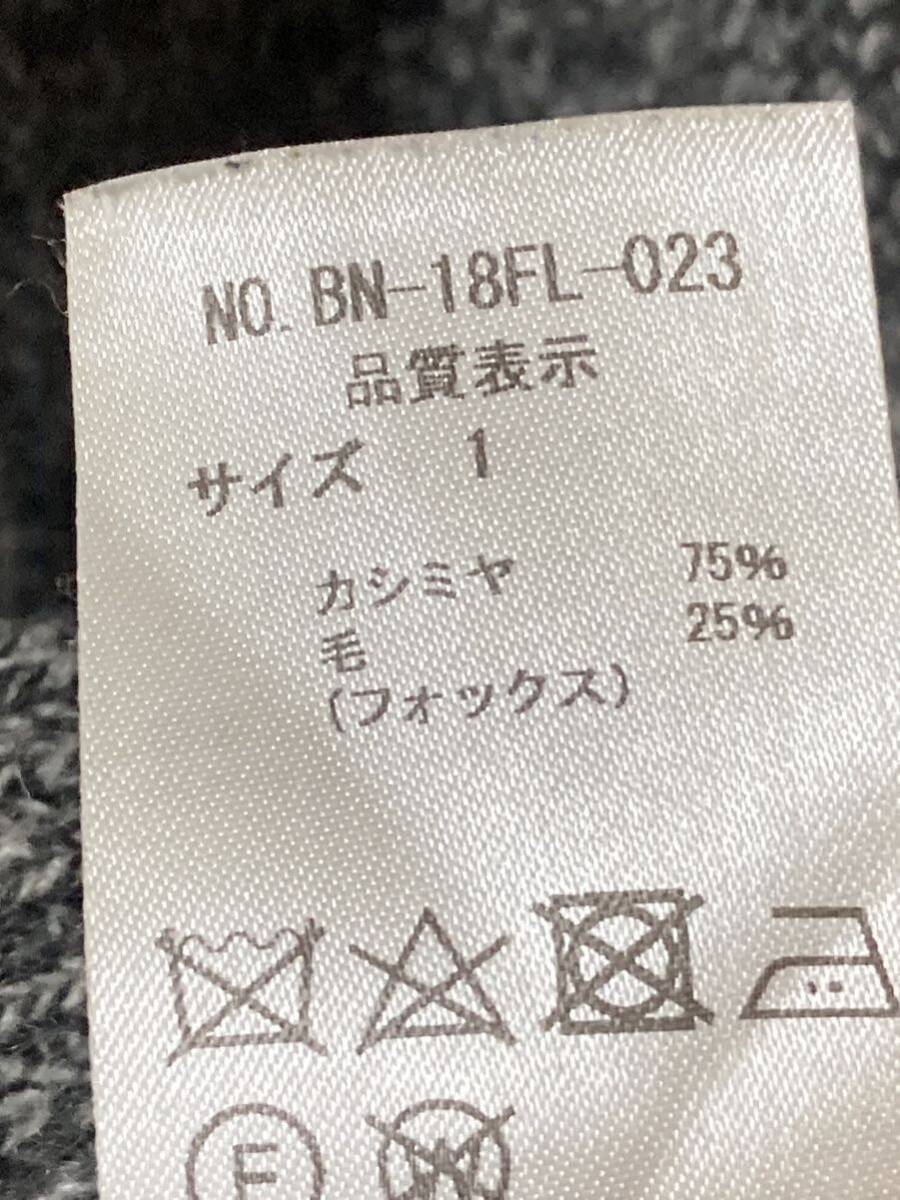 NO. BN-18FL-023
品質表示
サイズ 1
カシミヤ 75%
毛 25%
(フォックス)
F
W